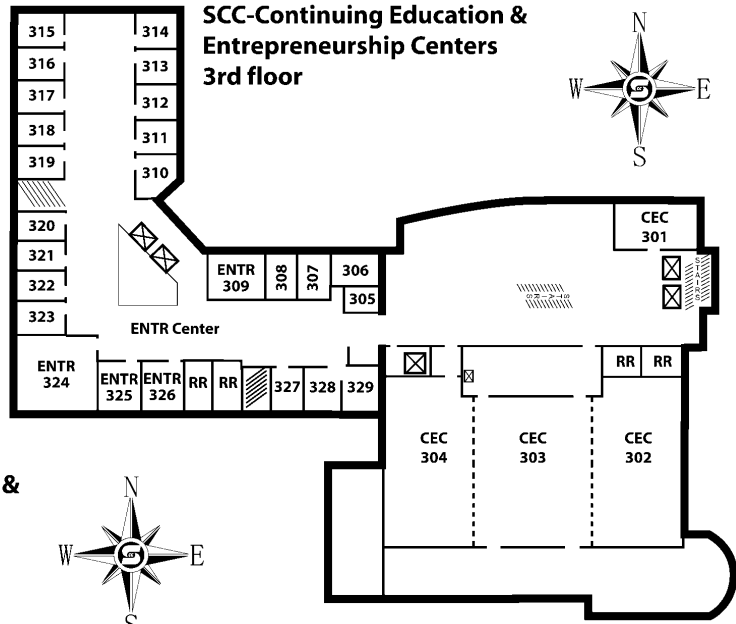 SCC-Continuing Education &
Entrepreneurship Centers
3rd floor
N
W
E
S
315
314
316
313
317
312
318
311
319
310
320
321
322
323
ENTR
309
308
307
306
305
ENTR Center
ENTR
324
ENTR
325
ENTR
326
RR
RR
327
328
329
CEC
301
STAIRS
STAIRS
RR
RR
CEC
304
CEC
303
CEC
302
&
N
W
E
S